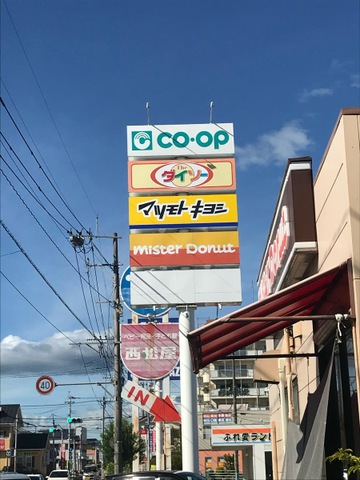 CO·OP
The
ダイソー
マツモトキヨシ
mister Donut
西松屋
40
IN
ふれ愛ランド